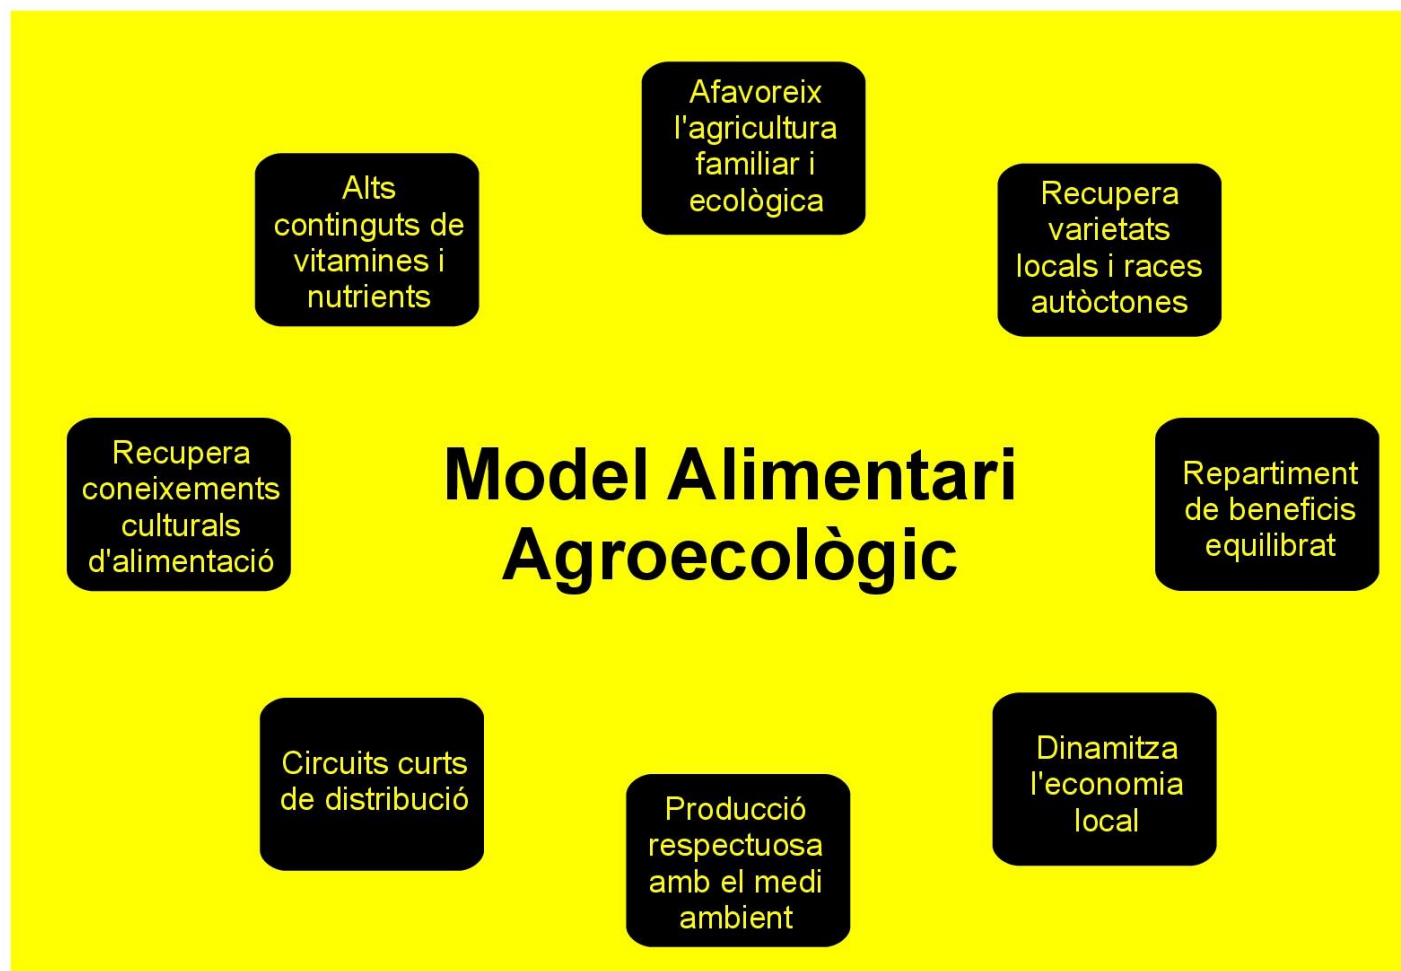 Afavoreix
l'agricultura
familiar i
ecològica
Alts
continguts de
vitamines i
nutrients
Recupera
varietats
locals i races
autòctones
Recupera
coneixements
culturals
d'alimentació
Model Alimentari
Agroecològic
Repartiment
de beneficis
equilibrat
Circuits curts
de distribució
Dinamitza
l'economia
local
Producció
respectuosa
amb el medi
ambient